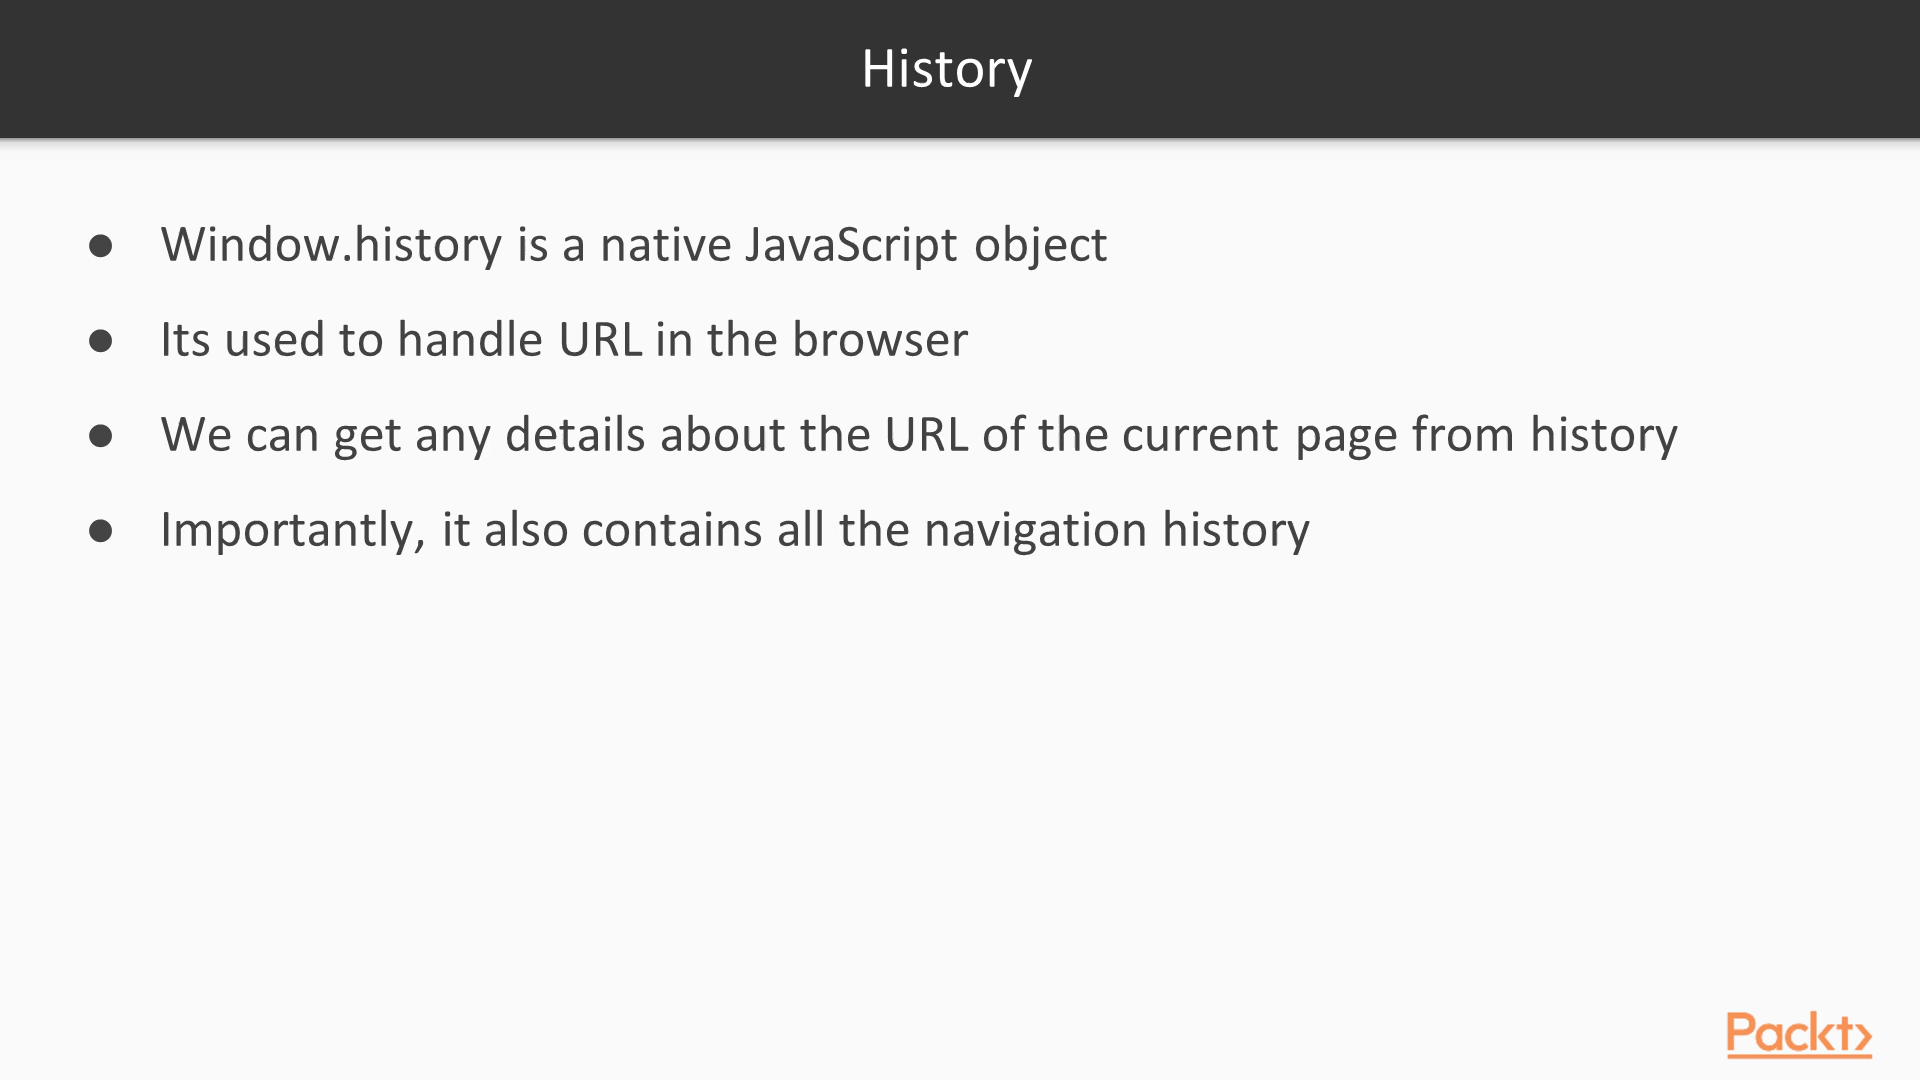 History
● Window.history is a native JavaScript object
● Its used to handle URL in the browser
● We can get any details about the URL of the current page from history
● Importantly, it also contains all the navigation history
Packt>